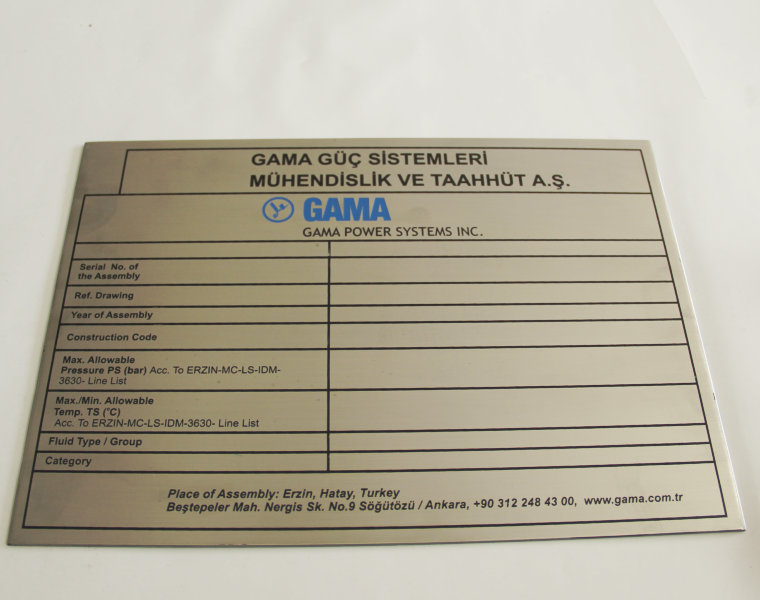 GAMA GÜÇ SİSTEMLERİ
MÜHENDİSLİK VE TAAHHÜT A.Ş.
GAMA
GAMA POWER SYSTEMS INC.
Serial No. of
the Assembly
Ref. Drawing
Year of Assembly
Construction Code
Max. Allowable
Pressure PS (bar) Acc. To ERZIN-MC-LS-IDM-
3630- Line List
Max./Min. Allowable
Temp. TS (°C)
Acc. To ERZIN-MC-LS-IDM-3630- Line List
Fluid Type / Group
Category
Place of Assembly: Erzin, Hatay, Turkey
Beştepeler Mah. Nergis Sk. No.9 Söğütözü / Ankara, +90 312 248 43 00, www.gama.com.tr